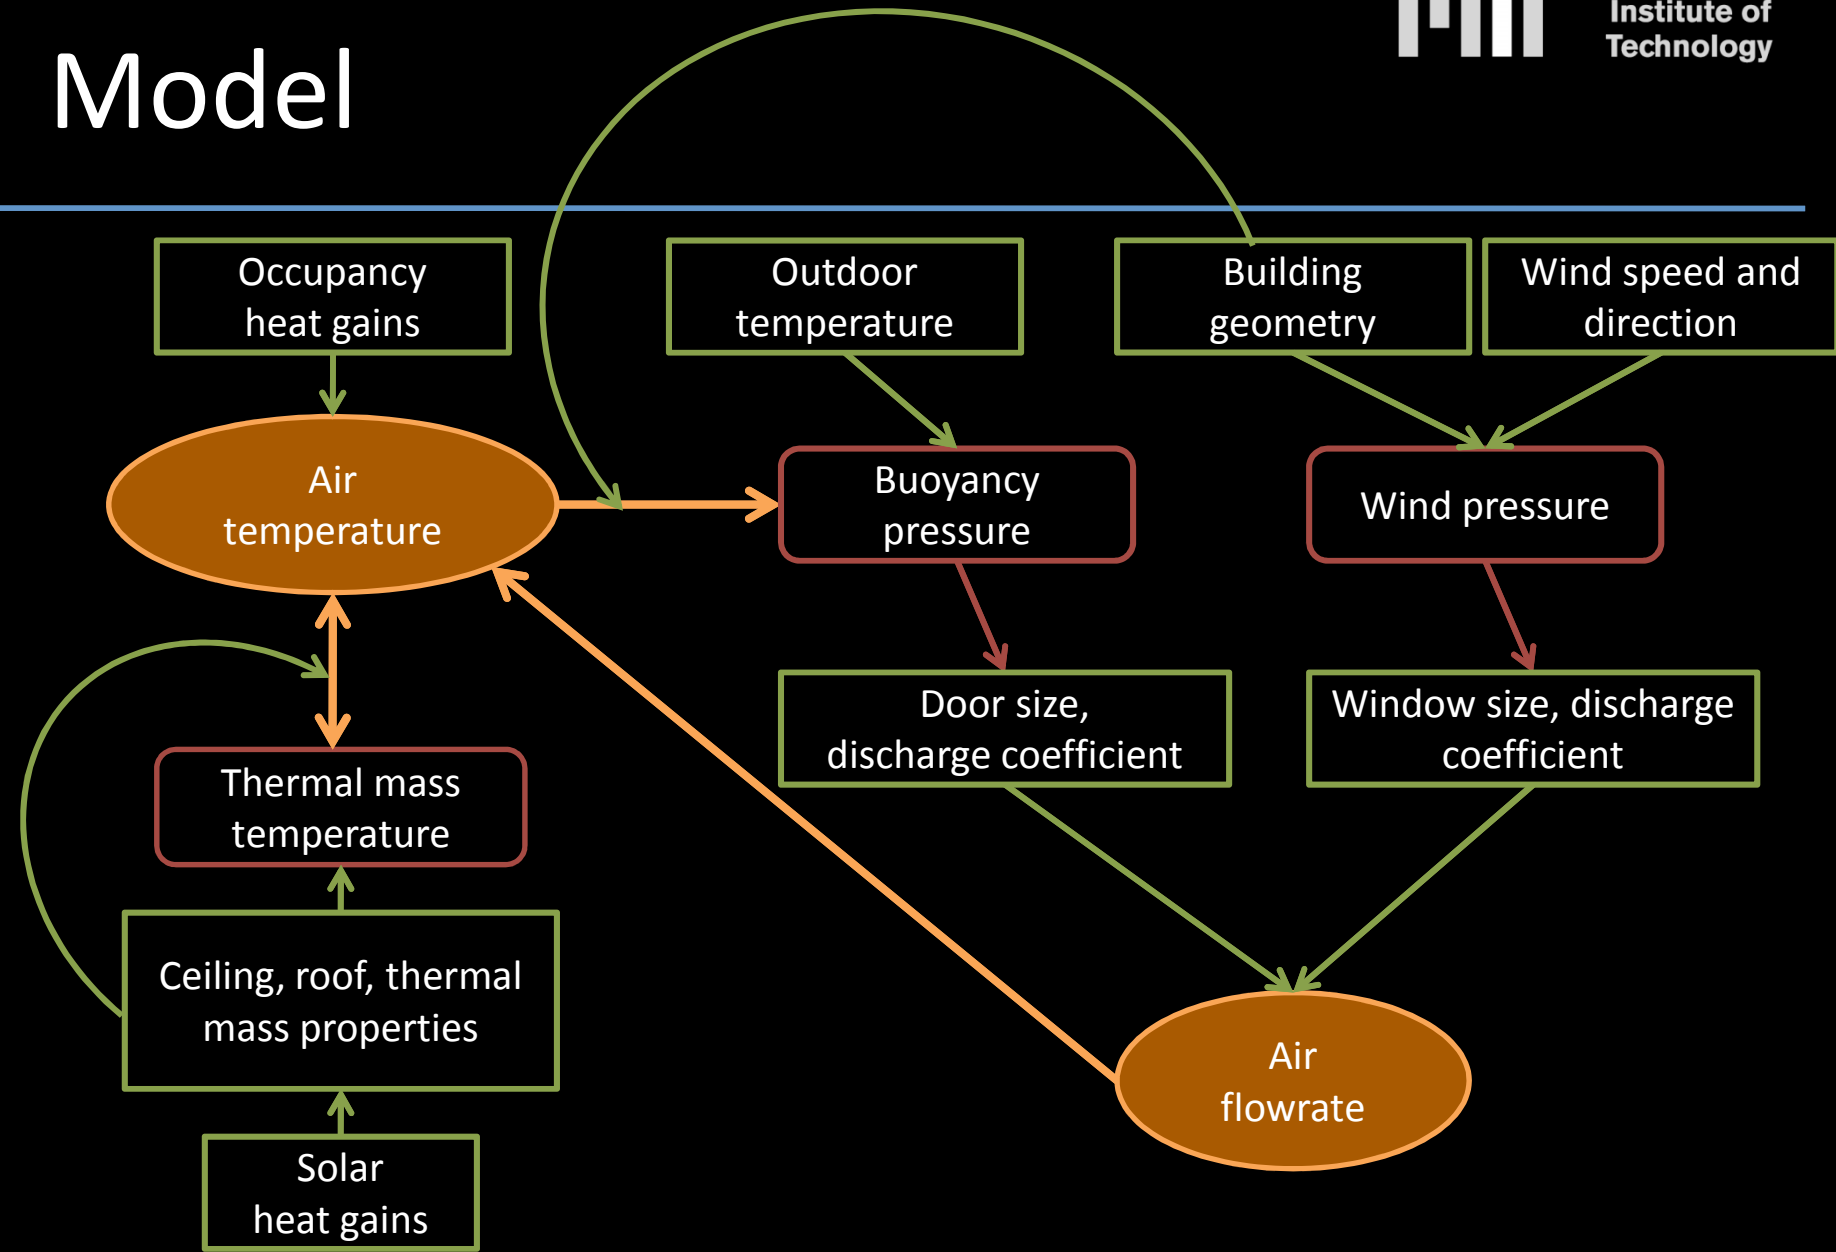 Institute of
Technology
Model
Occupancy
heat gains
Outdoor
temperature
Building
geometry
Wind speed and
direction
Air
temperature
Buoyancy
pressure
Wind pressure
Door size,
discharge coefficient
Window size, discharge
coefficient
Thermal mass
temperature
Ceiling, roof, thermal
mass properties
Air
flowrate
Solar
heat gains